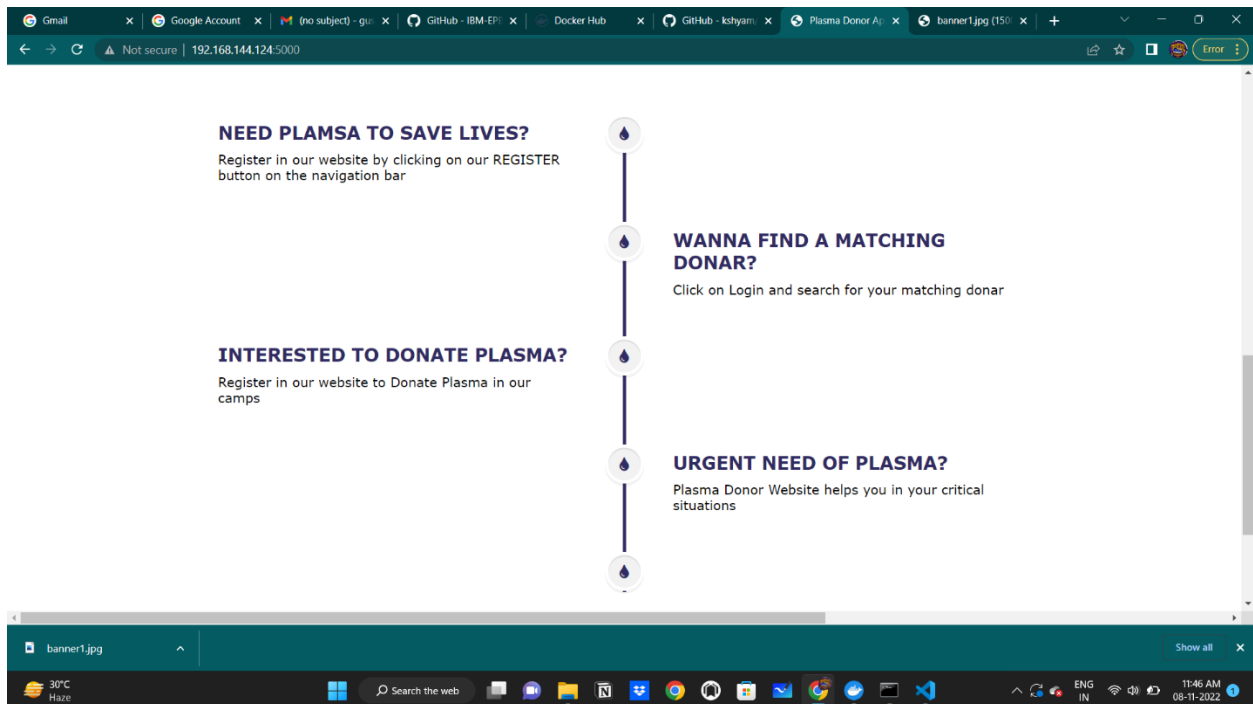 Gmail
Google Account
(no subject) - gus
GitHub - IBM-EPB
Docker Hub
GitHub - kshyam
Plasma Donor Ap
banner1.jpg (150
Not secure | 192.168.144.124:5000
Error
NEED PLAMSA TO SAVE LIVES?
Register in our website by clicking on our REGISTER
button on the navigation bar
WANNA FIND A MATCHING
DONAR?
Click on Login and search for your matching donar
INTERESTED TO DONATE PLASMA?
Register in our website to Donate Plasma in our
camps
URGENT NEED OF PLASMA?
Plasma Donor Website helps you in your critical
situations
banner1.jpg
Show all
30°C
Haze
Search the web
ENG
IN
11:46 AM
08-11-2022
1